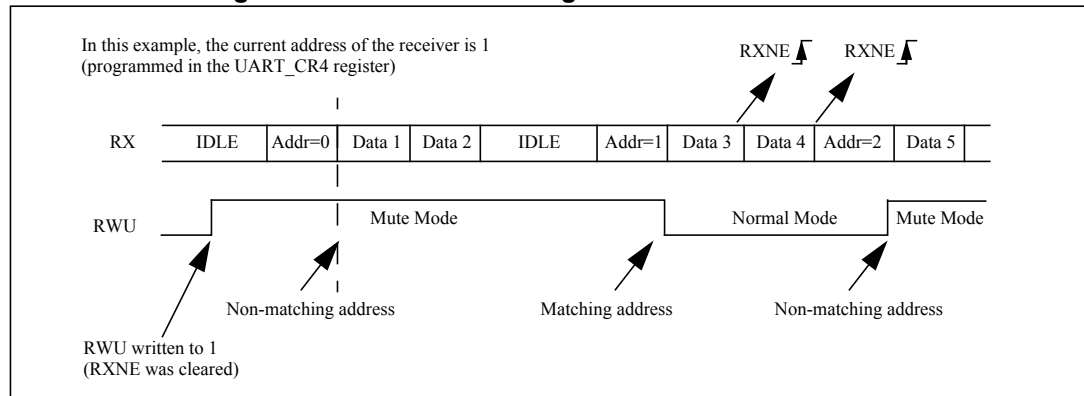 In this example, the current address of the receiver is 1
(programmed in the UART_CR4 register)
RXNE
RXNE
RX
IDLE
Addr=0
Data 1
Data 2
IDLE
Addr=1
Data 3
Data 4
Addr=2
Data 5
RWU
Mute Mode
Normal Mode
Mute Mode
Non-matching address
Matching address
Non-matching address
RWU written to 1
(RXNE was cleared)